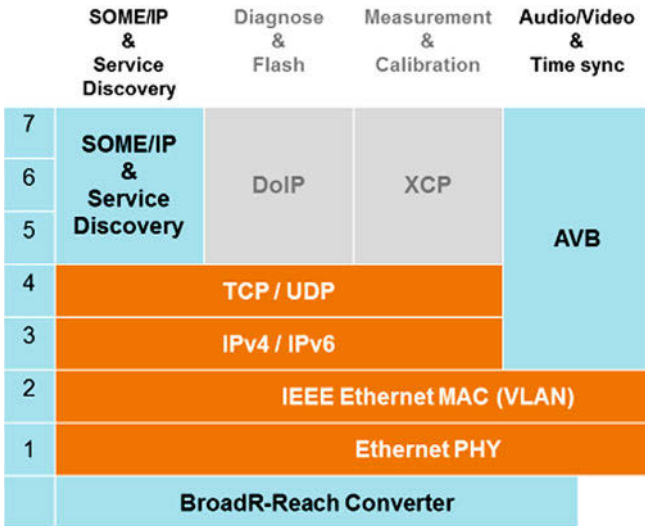 SOME/IP
&
Service
Discovery
Diagnose
&
Flash
Measurement
&
Calibration
Audio/Video
&
Time sync
7
6
5
SOME/IP
&
Service
Discovery
DoIP
XCP
AVB
4
TCP / UDP
3
IPv4 / IPv6
2
IEEE Ethernet MAC (VLAN)
1
Ethernet PHY
BroadR-Reach Converter